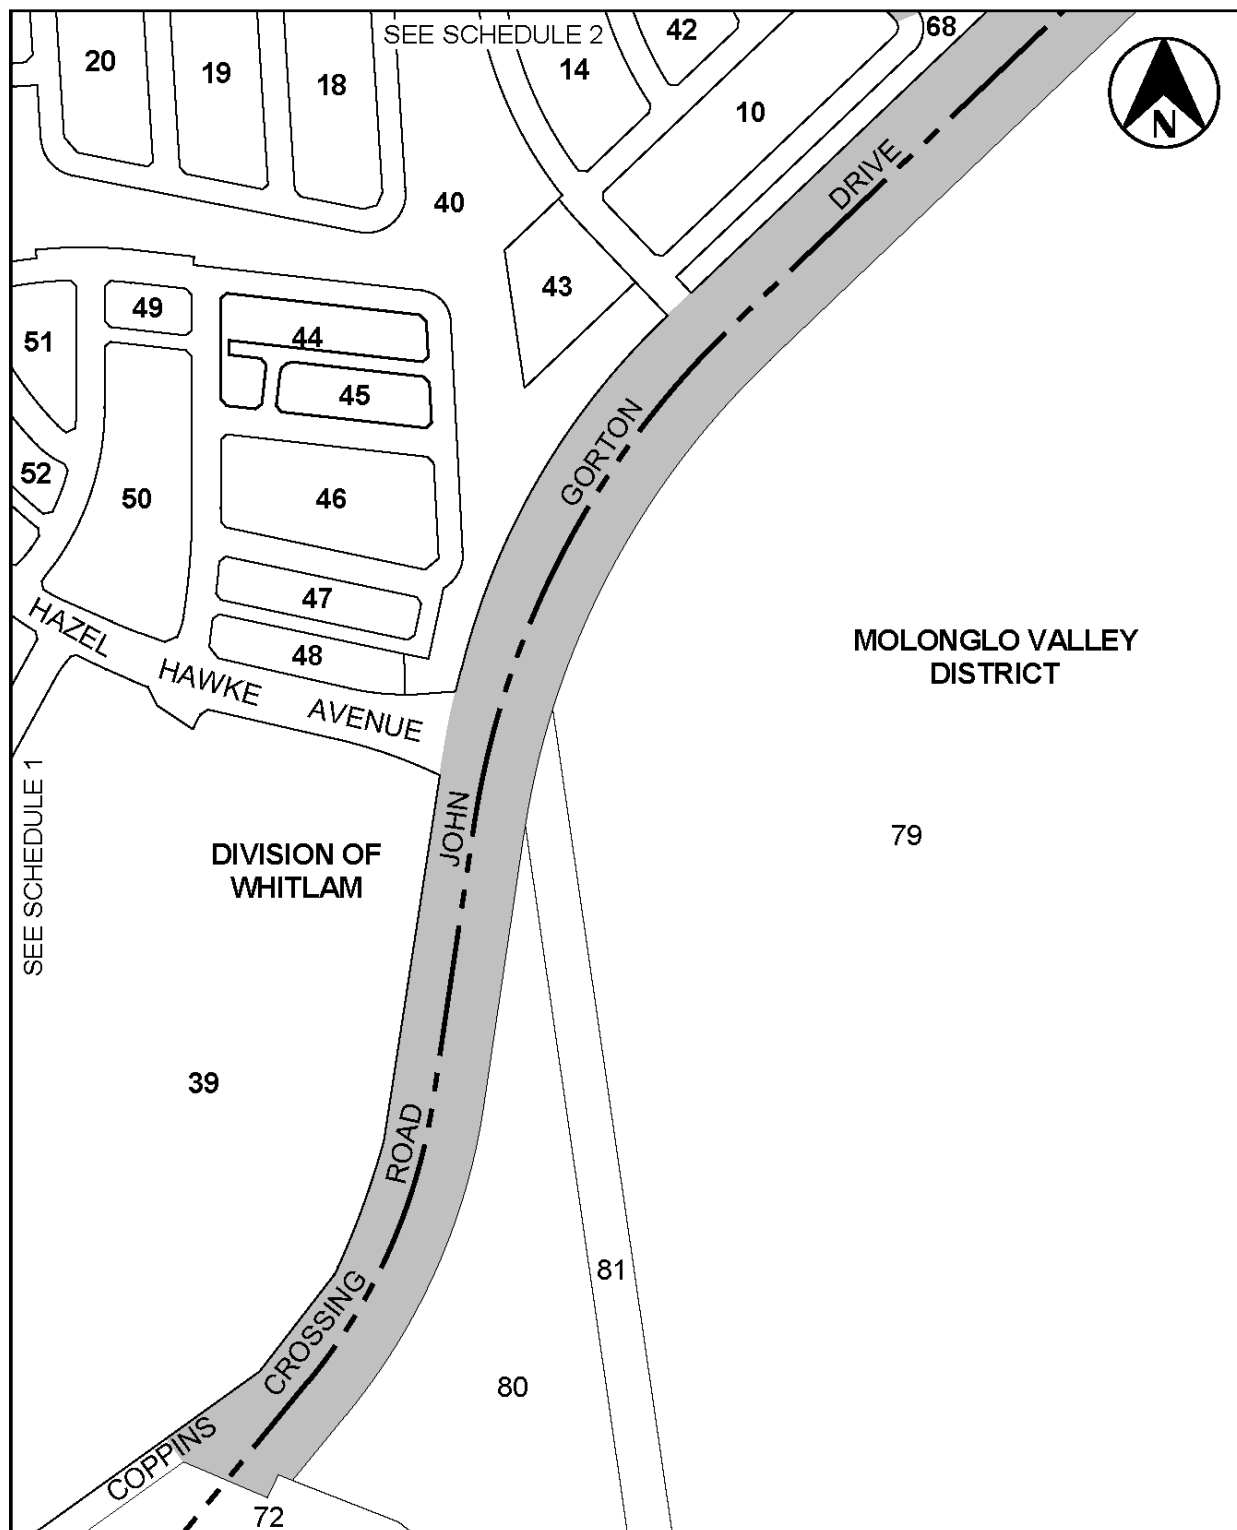 SEE SCHEDULE 2
42
68
20
19
18
14
10
N
DRIVE
40
43
49
51
44
45
GORTON
52
50
46
47
HAZEL
HAWKE
AVENUE
48
MOLONGLO VALLEY
DISTRICT
SEE SCHEDULE 1
JOHN
79
DIVISION OF
WHITLAM
39
ROAD
81
CROSSING
80
COPPINS
72